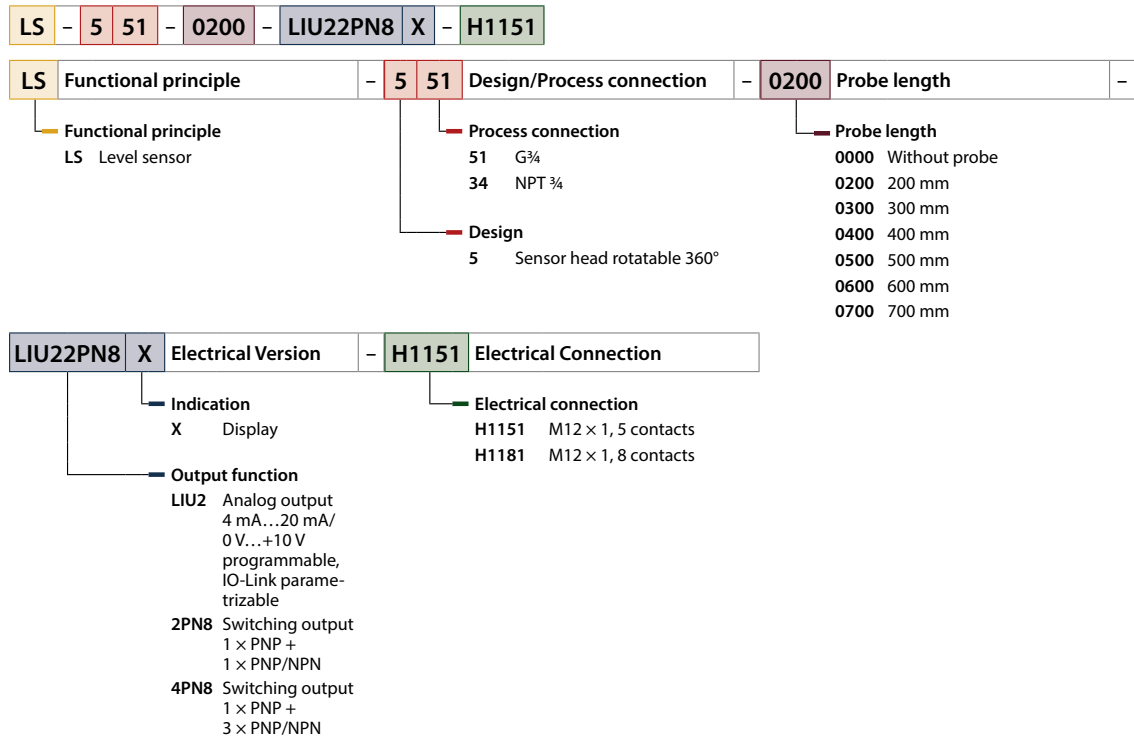 LS – 5 51 – 0200 – LIU22PN8 X – H1151
LS Functional principle – 5 51 Design/Process connection – 0200 Probe length –
Functional principle
LS Level sensor
Process connection
51 G¾
34 NPT ¾
Design
5 Sensor head rotatable 360°
Probe length
0000 Without probe
0200 200 mm
0300 300 mm
0400 400 mm
0500 500 mm
0600 600 mm
0700 700 mm
LIU22PN8 X Electrical Version – H1151 Electrical Connection
Indication
X Display
Output function
LIU2 Analog output
4 mA…20 mA/
0 V…+10 V
programmable,
IO-Link parame-
trizable
2PN8 Switching output
1 × PNP +
1 × PNP/NPN
4PN8 Switching output
1 × PNP +
3 × PNP/NPN
Electrical connection
H1151 M12 × 1, 5 contacts
H1181 M12 × 1, 8 contacts